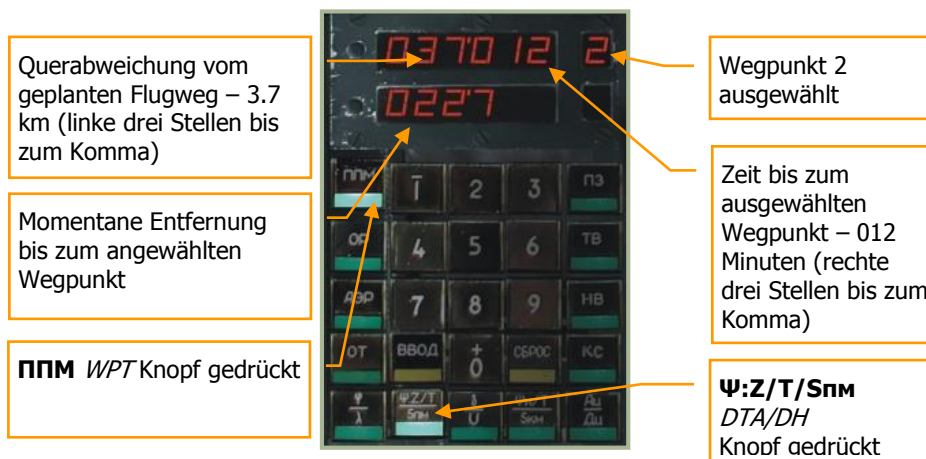 Querabweichung vom
geplanten Flugweg – 3.7
km (linke drei Stellen bis
zum Komma)
Momentane Entfernung
bis zum angewählten
Wegpunkt
ППМ WPT Knopf gedrückt
037'012 2
022'7
ППМ 1 2 3 ПЗ
ОР 4 5 6 ТВ
АЭР 7 8 9 НВ
ОТ ВВОД + СБРОС КС
0
φ ΨZ/T
λ Sпм
Wegpunkt 2
ausgewählt
Zeit bis zum
ausgewählten
Wegpunkt – 012
Minuten (rechte
drei Stellen bis zum
Komma)
Ψ:Z/T/Sпм
DTA/DH
Knopf gedrückt